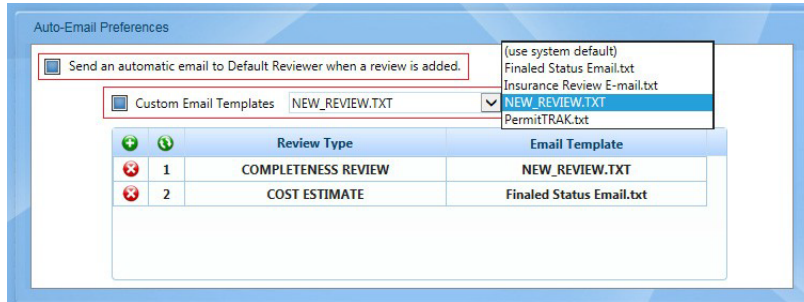 Auto-Email Preferences
Send an automatic email to Default Reviewer when a review is added.
(use system default)
Finaled Status Email.txt
Insurance Review E-mail.txt
NEW_REVIEW.TXT
PermitTRAK.txt
Custom Email Templates NEW_REVIEW.TXT
Review Type Email Template
1 COMPLETENESS REVIEW NEW_REVIEW.TXT
2 COST ESTIMATE Finaled Status Email.txt